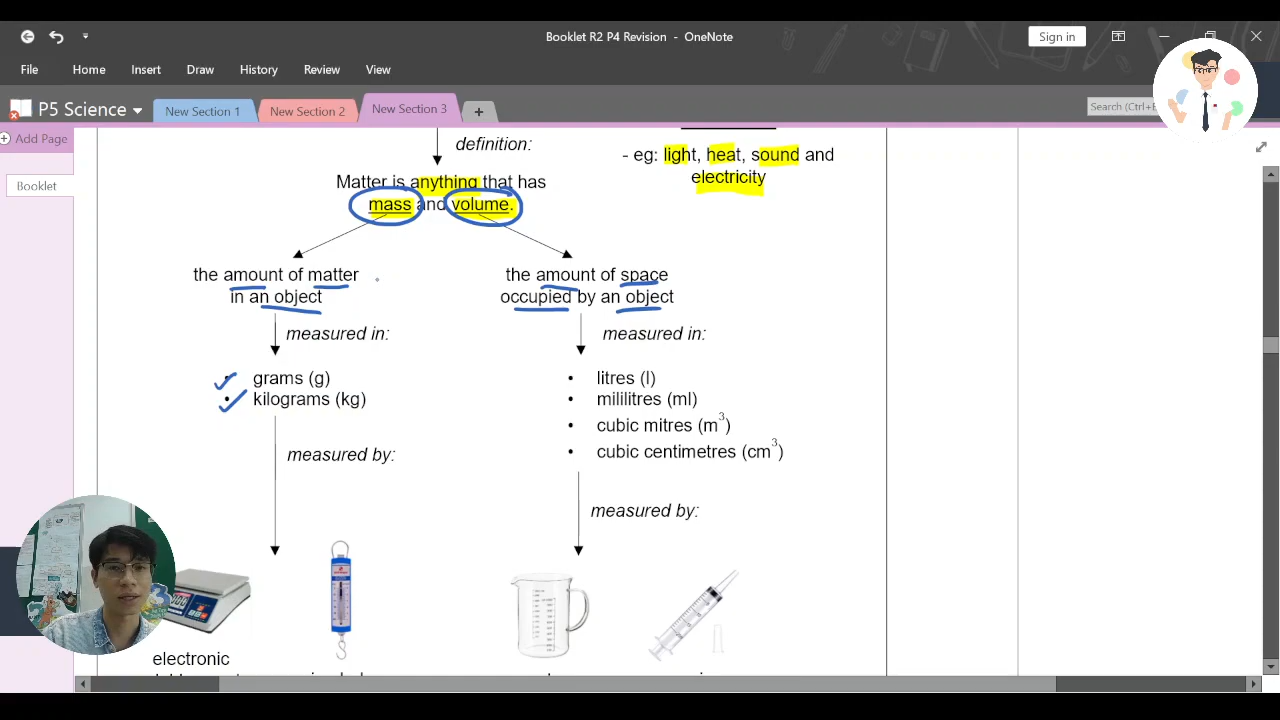 Booklet R2 P4 Revision - OneNote
Sign in
File Home Insert Draw History Review View
P5 Science
New Section 1
New Section 2
New Section 3
Search (Ctrl+
Add Page
Booklet
definition:
Matter is anything that has
mass and volume.
- eg: light, heat, sound and
electricity
the amount of matter
in an object
the amount of space
occupied by an object
measured in:
measured in:
• grams (g)
• kilograms (kg)
• litres (l)
• mililitres (ml)
• cubic mitres (m³)
• cubic centimetres (cm³)
measured by:
measured by:
electronic